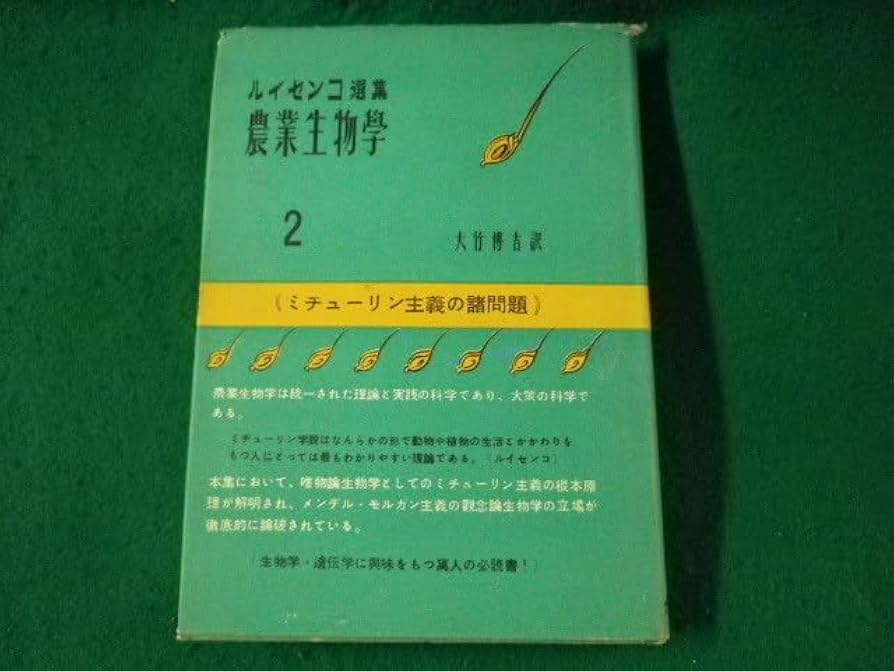 ルイセンコ選集
農業生物學
2
大竹博吉訳
《ミチューリン主義の諸問題》
農業生物学は統一された理論と実践の科学であり、大衆の科学で
ある。
ミチューリン学説はなんらかの形で動物や植物の生活とかかわりを
もつ人にとっては最もわかりやすい理論である。(ルイセンコ)
本集において、唯物論生物学としてのミチューリン主義の根本原
理が解明され、メンデル・モルガン主義の観念論生物学の立場が
徹底的に論破されている。
(生物学・遺伝学に興味をもつ萬人の必読書!)